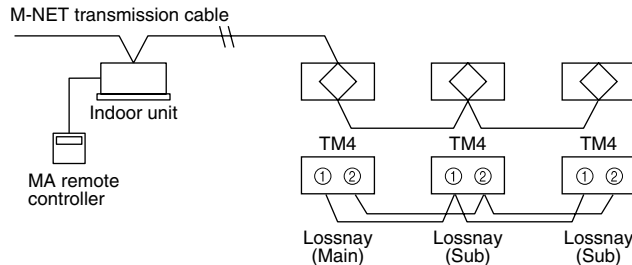 M-NET transmission cable
Indoor unit
MA remote
controller
TM4 TM4 TM4
① ② ① ② ① ②
Lossnay Lossnay Lossnay
(Main) (Sub) (Sub)